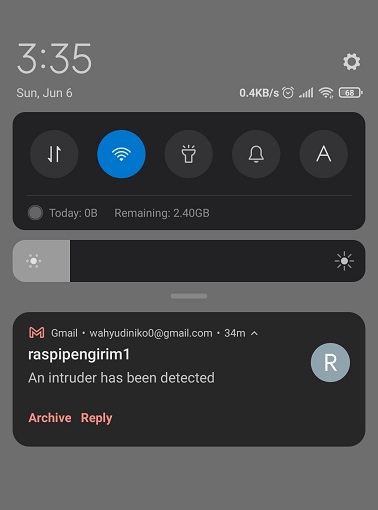 3:35
Sun, Jun 6
0.4KB/s 68
A
Today: 0B Remaining: 2.40GB
Gmail • wahyudiniko0@gmail.com • 34m
raspipengirim1
An intruder has been detected
R
Archive Reply